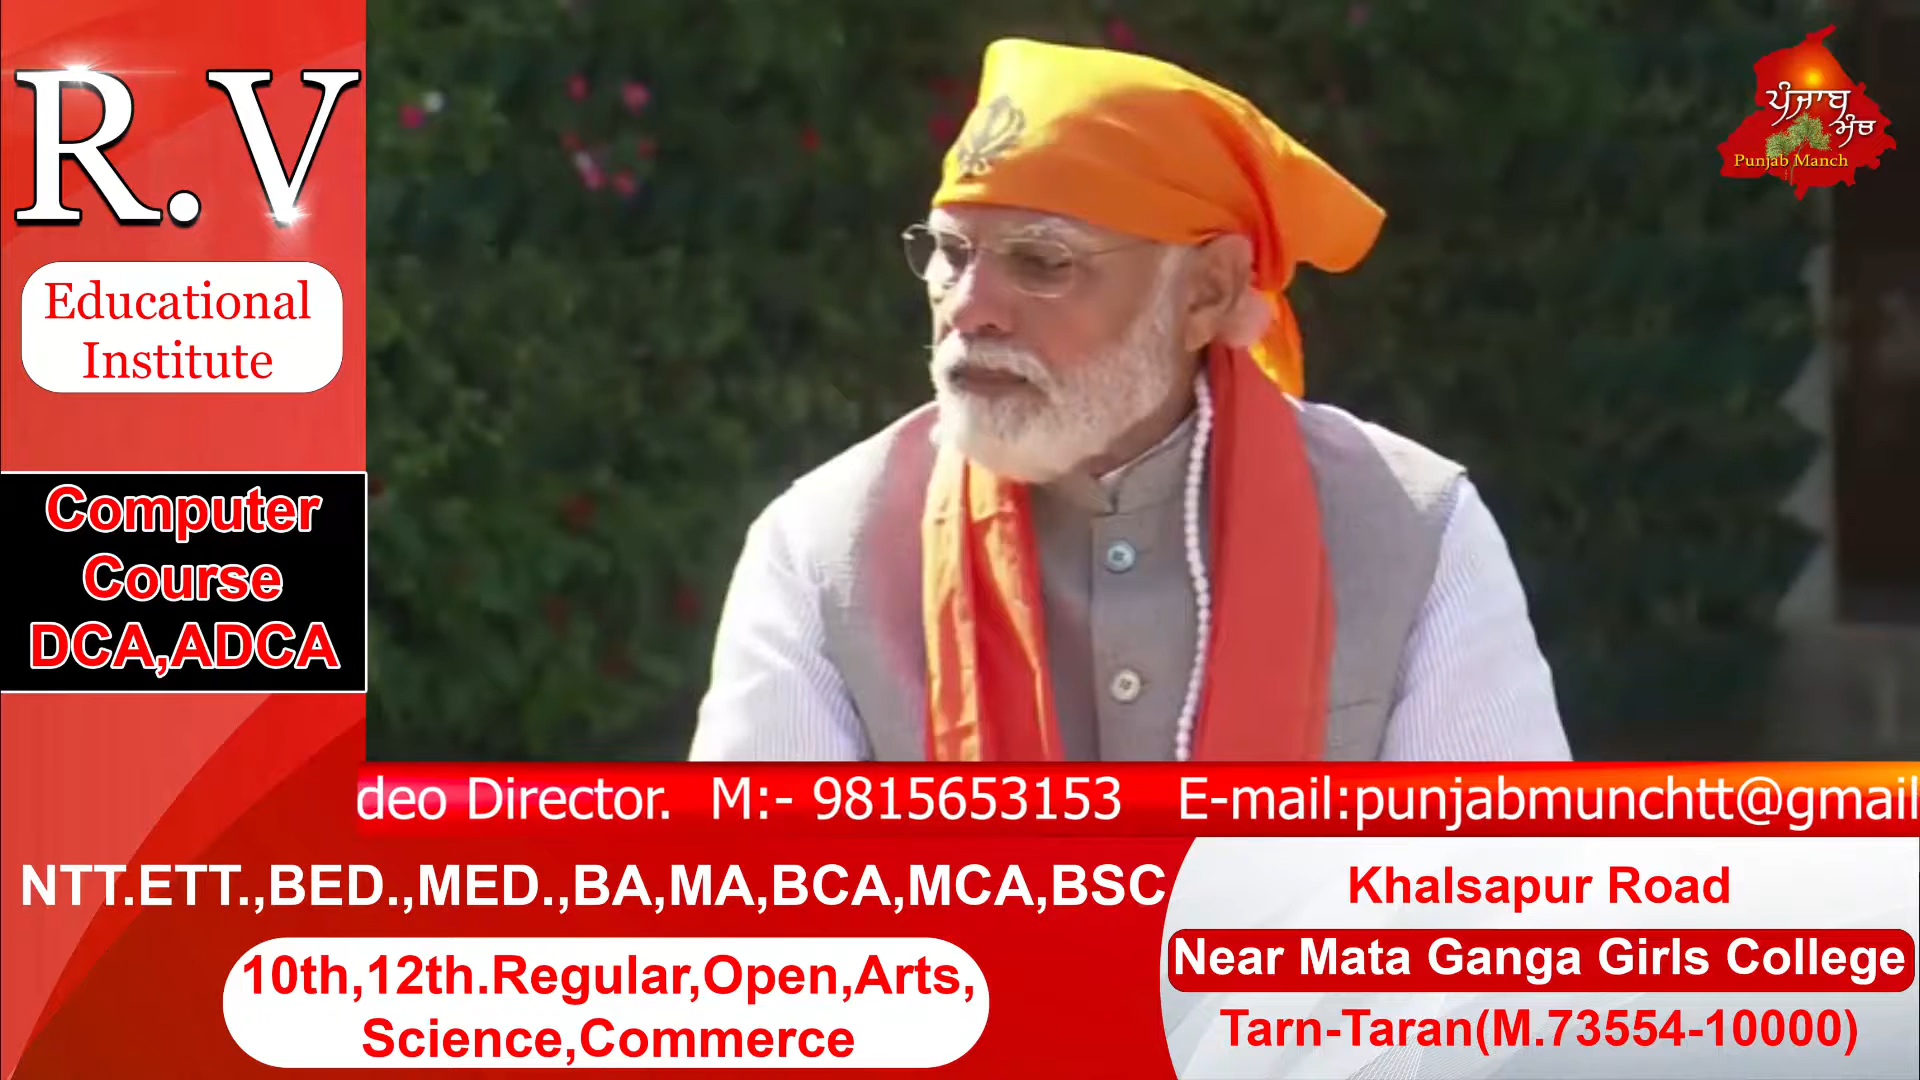 R.V
Educational
Institute
Computer
Course
DCA,ADCA
ਪੰਜਾਬ
ਮੰਚ
Punjab Manch
deo Director. M:- 9815653153 E-mail:punjabmunchtt@gmail
NTT.ETT.,BED.,MED.,BA,MA,BCA,MCA,BSC
10th,12th.Regular,Open,Arts,
Science,Commerce
Khalsapur Road
Near Mata Ganga Girls College
Tarn-Taran(M.73554-10000)